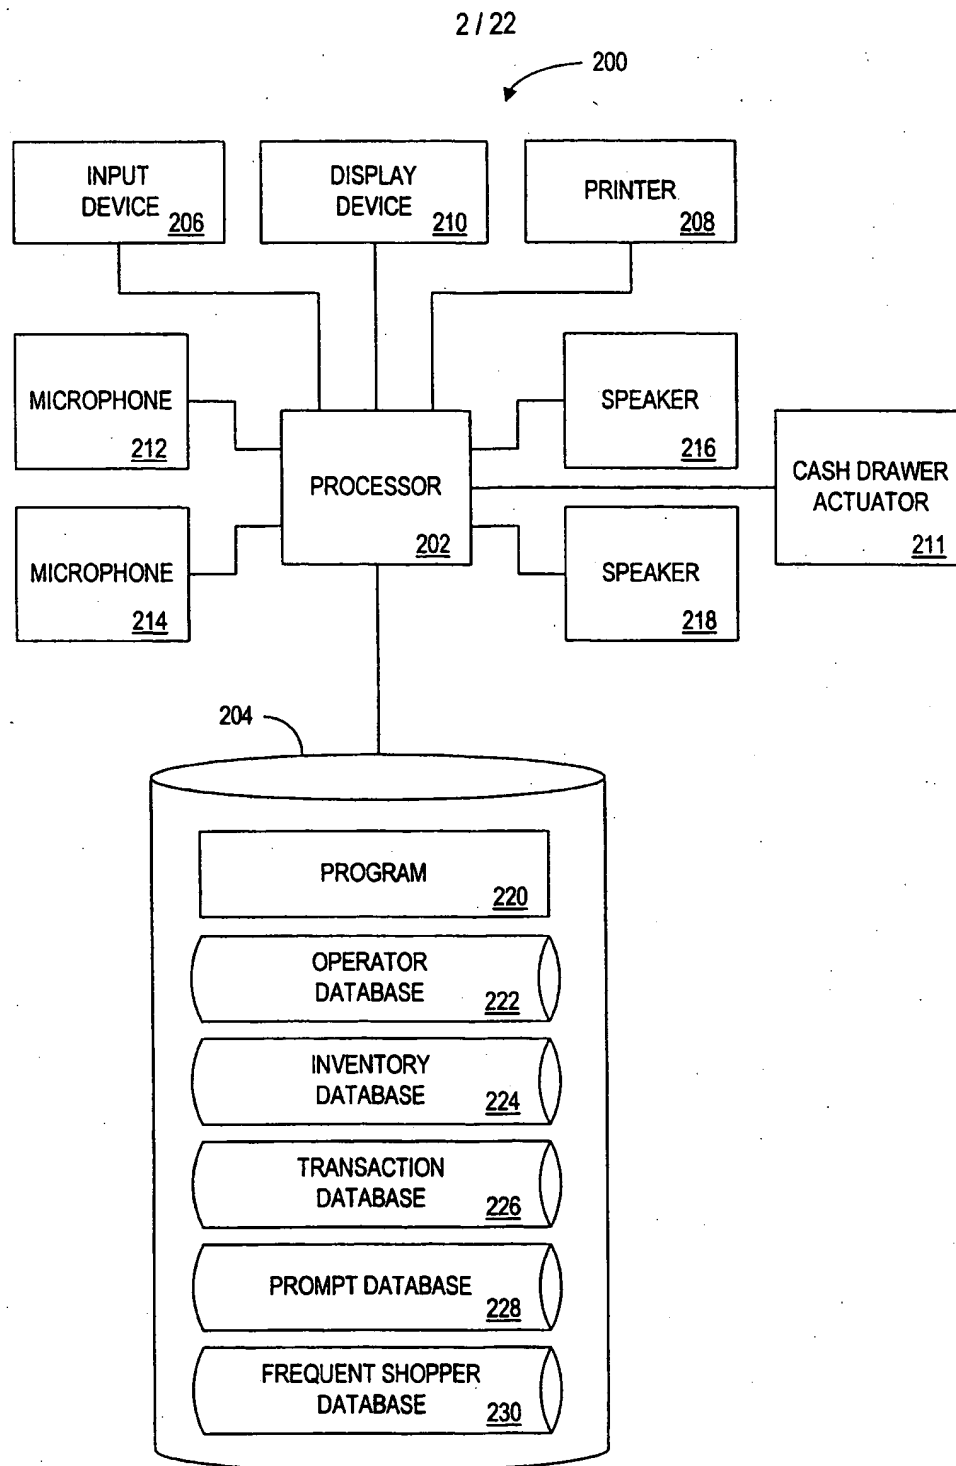 2 / 22
200
INPUT
DEVICE
206
DISPLAY
DEVICE
210
PRINTER
208
MICROPHONE
212
SPEAKER
216
PROCESSOR
202
CASH DRAWER
ACTUATOR
211
MICROPHONE
214
SPEAKER
218
204
PROGRAM
220
OPERATOR
DATABASE
222
INVENTORY
DATABASE
224
TRANSACTION
DATABASE
226
PROMPT DATABASE
228
FREQUENT SHOPPER
DATABASE
230